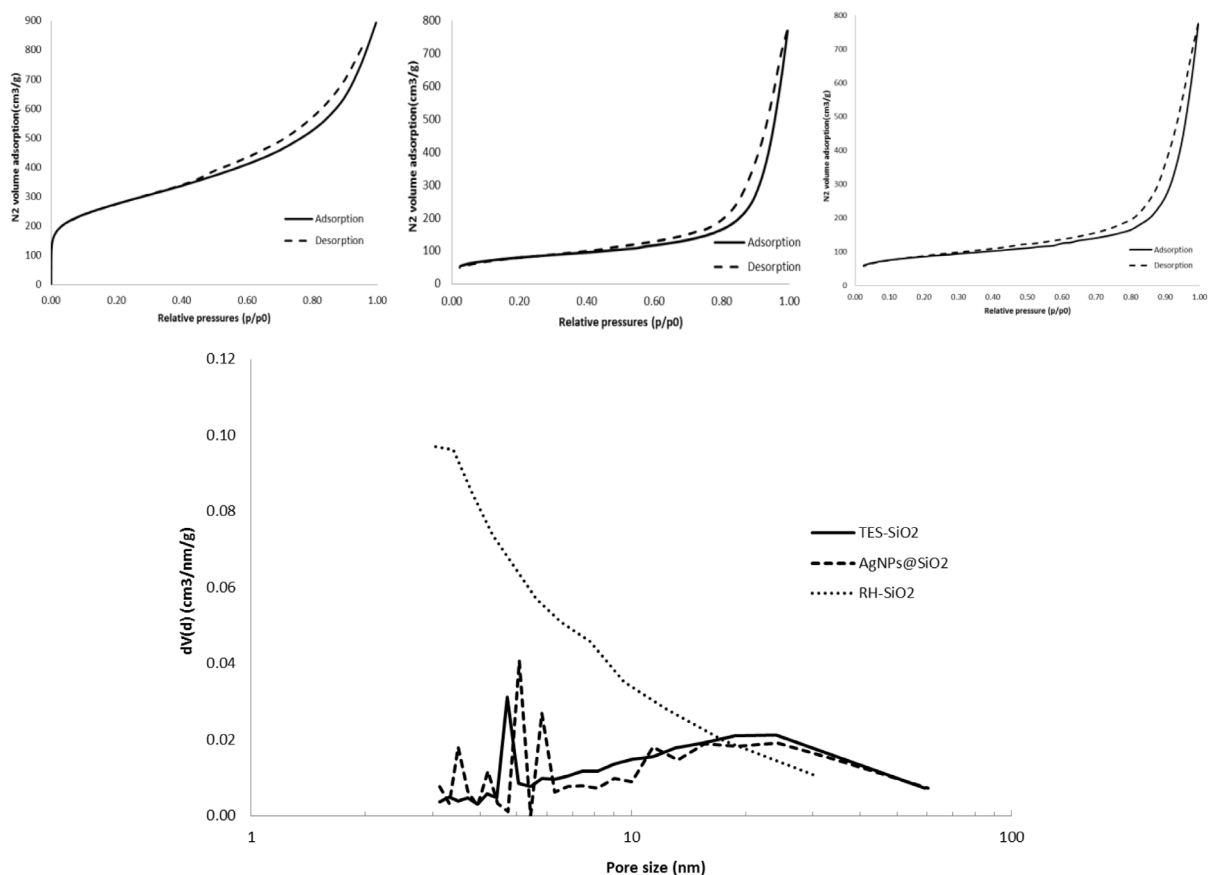 N2 volume adsorption(cm3/g)
900
800
700
600
500
400
300
200
100
0
Adsorption
Desorption
0.00 0.20 0.40 0.60 0.80 1.00
Relative pressures (p/p0)
N2 volume adsorption(cm3/g)
800
700
600
500
400
300
200
100
0
Adsorption
Desorption
0.00 0.20 0.40 0.60 0.80 1.00
Relative pressures (p/p0)
N2 volume adsorption(cm3/g)
800
700
600
500
400
300
200
100
0
Adsorption
Desorption
0.00 0.10 0.20 0.30 0.40 0.50 0.60 0.70 0.80 0.90 1.00
Relative pressure (p/p0)
dV(d) (cm3/nm/g)
0.12
0.10
0.08
0.06
0.04
0.02
0.00
TES-SiO2
AgNPs@SiO2
RH-SiO2
1 10 100
Pore size (nm)